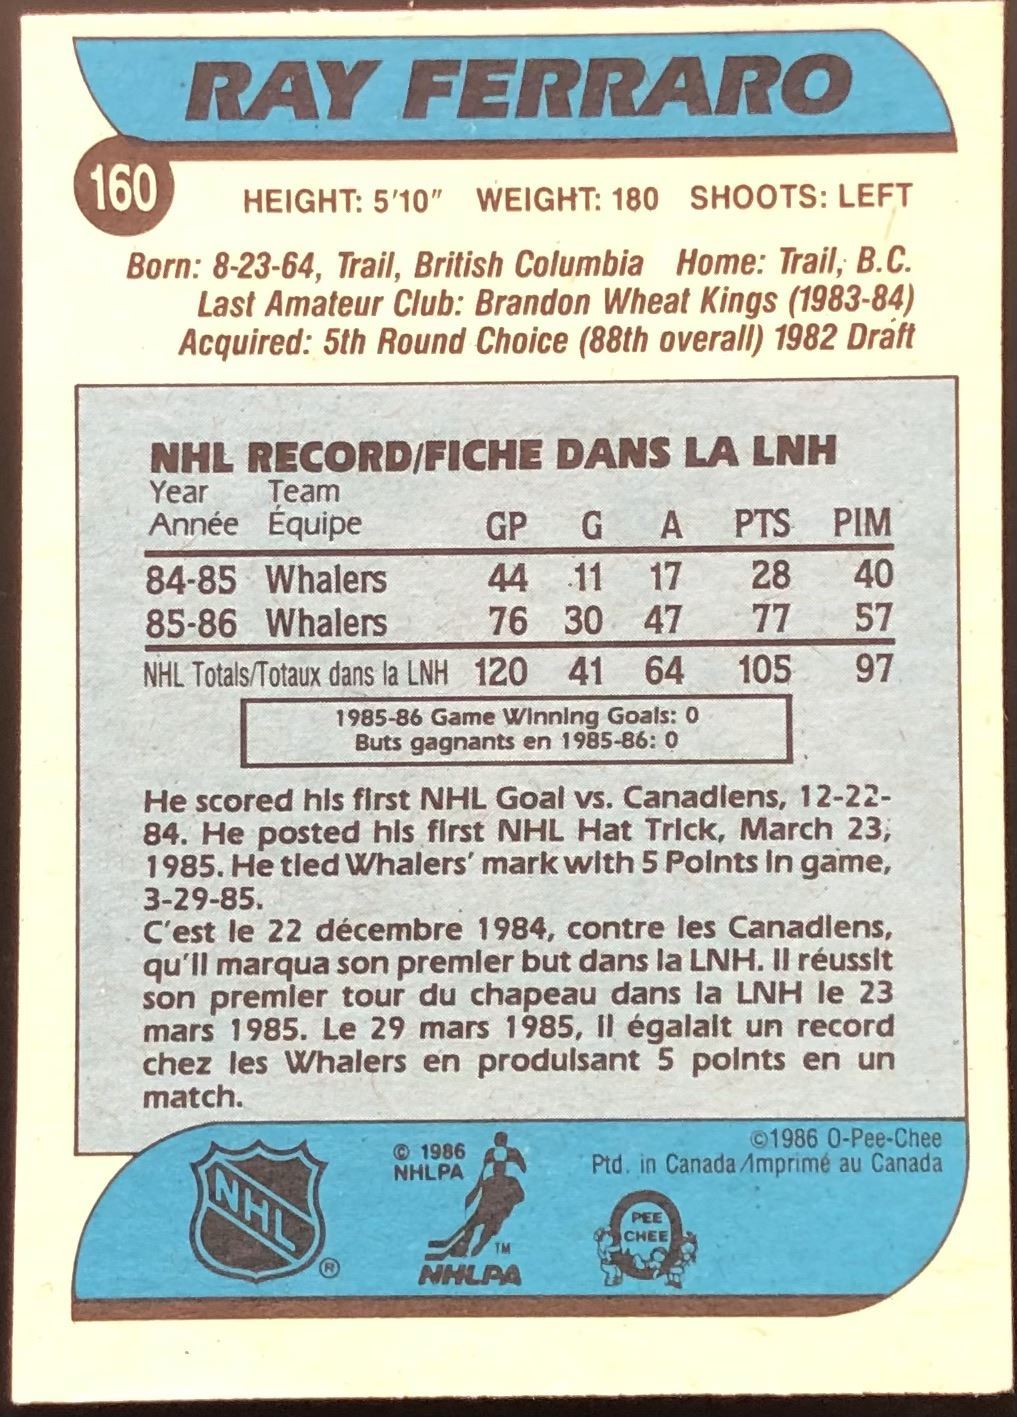 RAY FERRARO
160
HEIGHT: 5'10" WEIGHT: 180 SHOOTS: LEFT
Born: 8-23-64, Trail, British Columbia Home: Trail, B.C.
Last Amateur Club: Brandon Wheat Kings (1983-84)
Acquired: 5th Round Choice (88th overall) 1982 Draft
NHL RECORD/FICHE DANS LA LNH
Year Team
Année Équipe GP G A PTS PIM
84-85 Whalers 44 11 17 28 40
85-86 Whalers 76 30 47 77 57
NHL Totals/Totaux dans la LNH 120 41 64 105 97
1985-86 Game Winning Goals: 0
Buts gagnants en 1985-86: 0
He scored his first NHL Goal vs. Canadiens, 12-22-
84. He posted his first NHL Hat Trick, March 23,
1985. He tied Whalers' mark with 5 Points in game,
3-29-85.
C'est le 22 décembre 1984, contre les Canadiens,
qu'il marqua son premier but dans la LNH. Il réussit
son premier tour du chapeau dans la LNH le 23
mars 1985. Le 29 mars 1985, il égalait un record
chez les Whalers en produisant 5 points en un
match.
©1986 O-Pee-Chee
Ptd. in Canada/Imprimé au Canada
© 1986
NHLPA
NHL
®
TM
NHLPA
PEE
CHEE